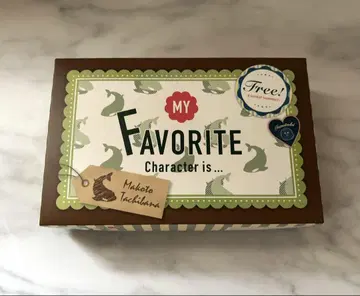 MY
Free!
FAVORITE
Character is...
Makoto
Tachibana